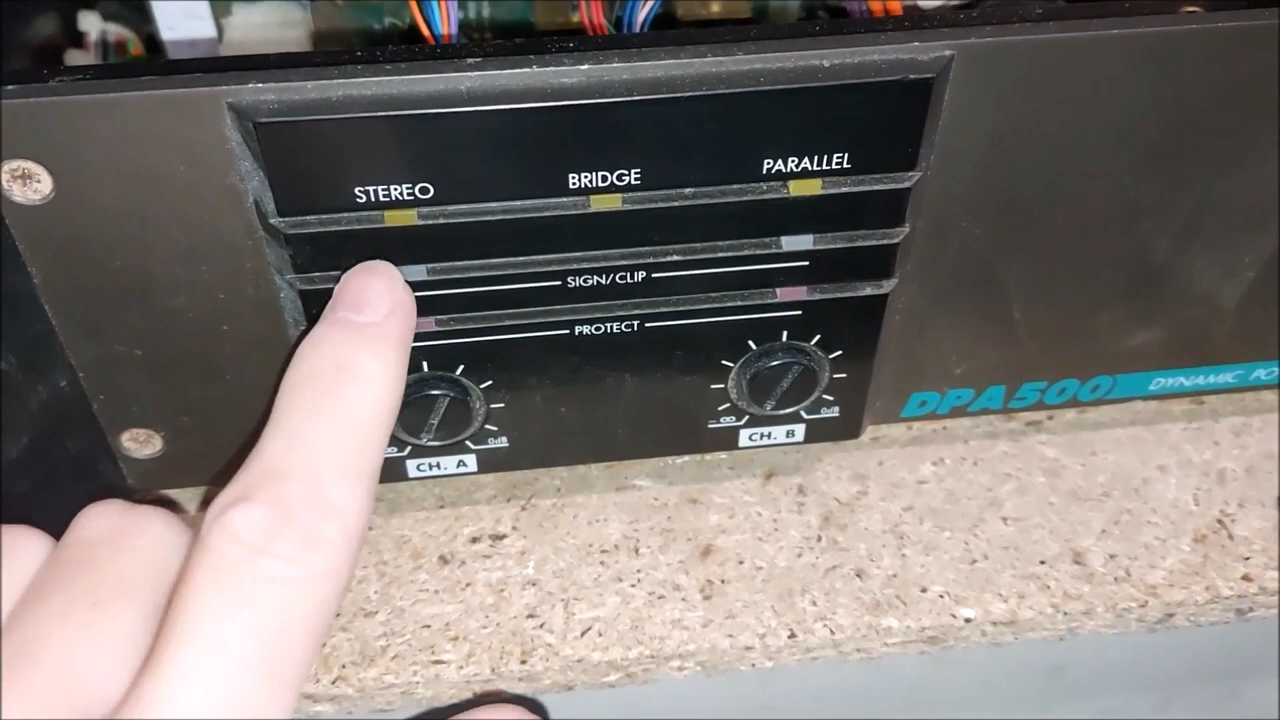 STEREO BRIDGE PARALLEL
SIGN/CLIP
PROTECT
∞ 0dB -∞ 0dB
CH. A CH. B
DPA500 DYNAMIC PO